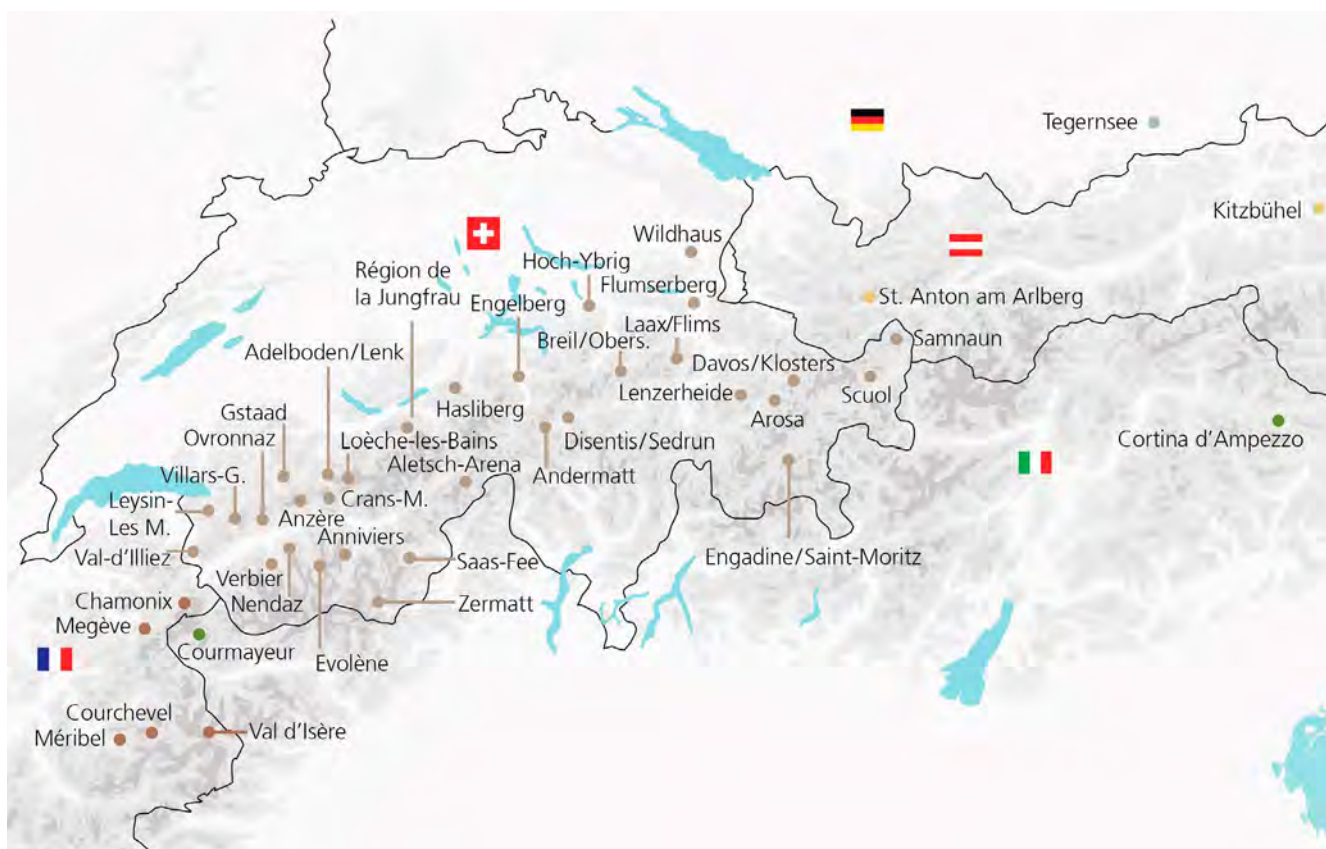 Tegernsee
Kitzbühel
Wildhaus
Hoch-Ybrig
Région de
la Jungfrau
Flumserberg
St. Anton am Arlberg
Engelberg
Laax/Flims
Breil/Obers.
Samnaun
Adelboden/Lenk
Davos/Klosters
Lenzerheide
Scuol
Hasliberg
Arosa
Gstaad
Ovronnaz
Loèche-les-Bains
Disentis/Sedrun
Cortina d'Ampezzo
Aletsch-Arena
Andermatt
Villars-G.
Leysin-
Les M.
Crans-M.
Anzère
Anniviers
Val-d'Illiez
Saas-Fee
Engadine/Saint-Moritz
Verbier
Nendaz
Zermatt
Chamonix
Megève
Courmayeur
Evolène
Courchevel
Méribel
Val d'Isère